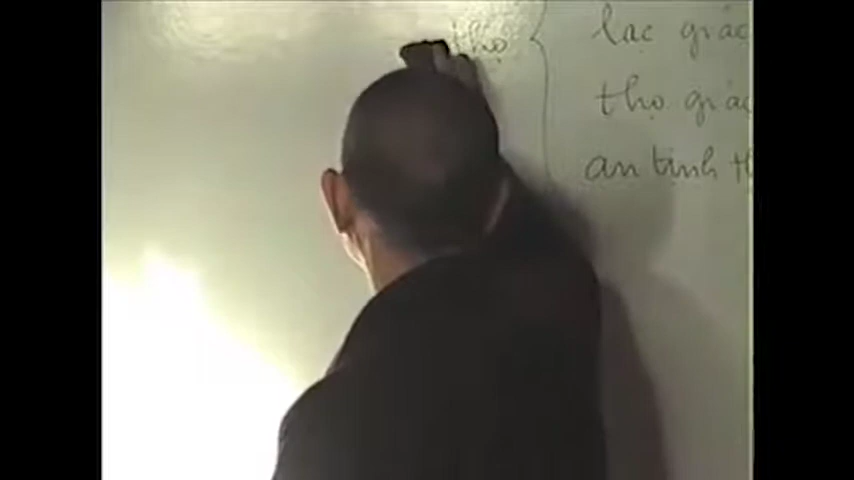 thọ
lạc giác
thọ giác
an tịnh